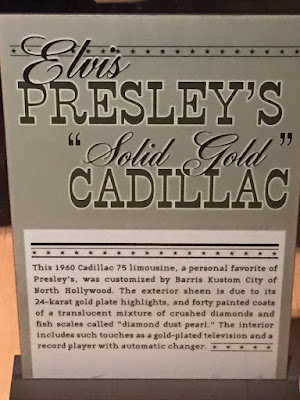 Elvis
PRESLEY'S
"Solid Gold"
CADILLAC
This 1960 Cadillac 75 limousine, a personal favorite of
Presley's, was customized by Barris Kustom City of
North Hollywood. The exterior sheen is due to its
24-karat gold plate highlights, and forty painted coats
of a translucent mixture of crushed diamonds and
fish scales called "diamond dust pearl." The interior
includes such touches as a gold-plated television and a
record player with automatic changer.